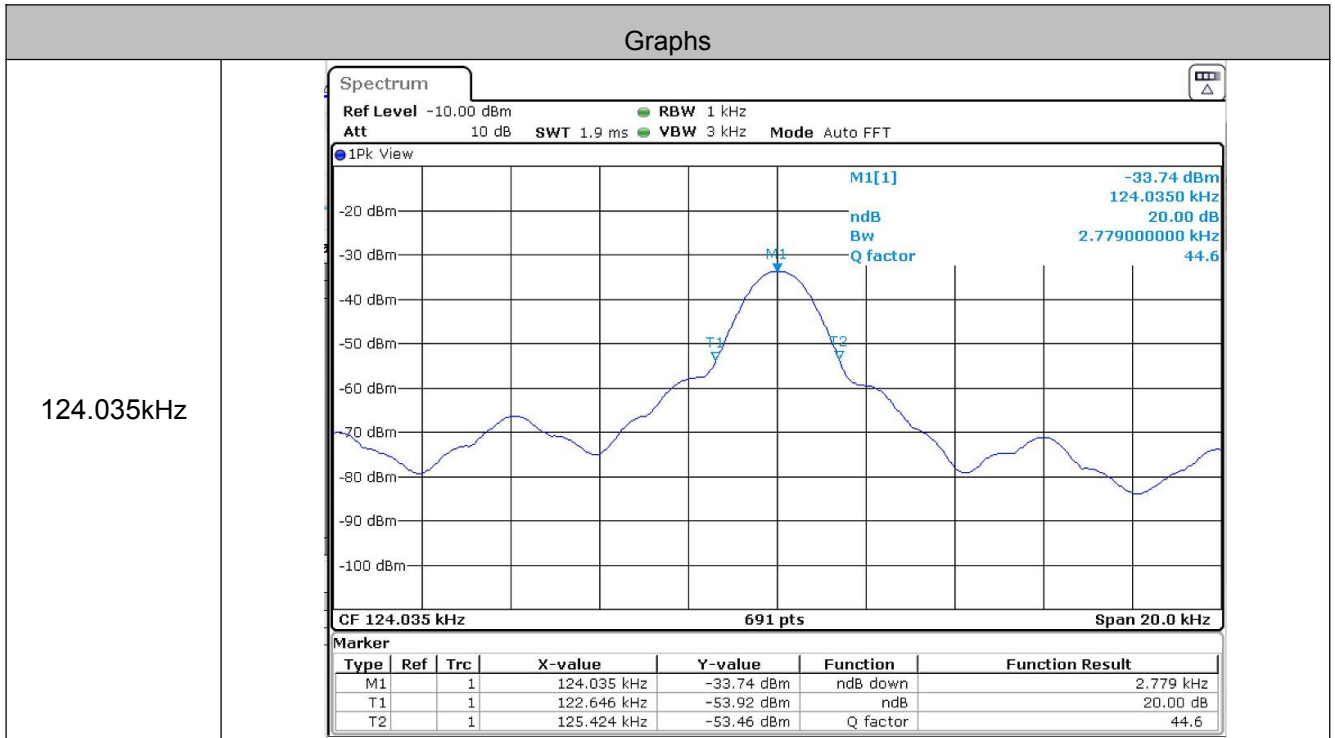 Graphs
124.035kHz
Spectrum
Ref Level -10.00 dBm RBW 1 kHz
Att 10 dB SWT 1.9 ms VBW 3 kHz Mode Auto FFT
1Pk View
M1[1] -33.74 dBm
124.0350 kHz
ndB 20.00 dB
Bw 2.779000000 kHz
Q factor 44.6
-20 dBm
-30 dBm
M1
-40 dBm
-50 dBm
T1
T2
-60 dBm
-70 dBm
-80 dBm
-90 dBm
-100 dBm
CF 124.035 kHz 691 pts Span 20.0 kHz
Marker
Type Ref Trc X-value Y-value Function Function Result
M1 1 124.035 kHz -33.74 dBm ndB down 2.779 kHz
T1 1 122.646 kHz -53.92 dBm ndB 20.00 dB
T2 1 125.424 kHz -53.46 dBm Q factor 44.6